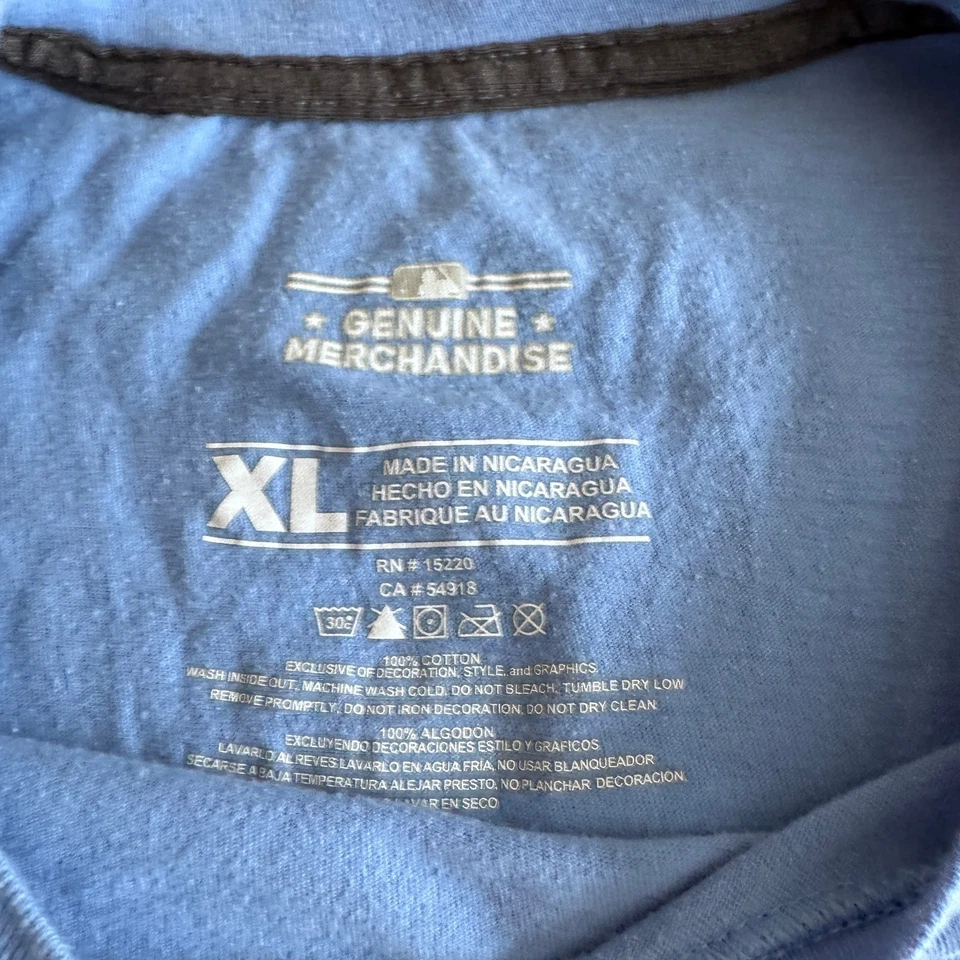 ★ GENUINE ★
MERCHANDISE
XL
MADE IN NICARAGUA
HECHO EN NICARAGUA
FABRIQUE AU NICARAGUA
RN # 15220
CA # 54918
30c
100% COTTON
EXCLUSIVE OF DECORATION, STYLE, and GRAPHICS
WASH INSIDE OUT, MACHINE WASH COLD, DO NOT BLEACH, TUMBLE DRY LOW
REMOVE PROMPTLY, DO NOT IRON DECORATION, DO NOT DRY CLEAN
100% ALGODON
EXCLUYENDO DECORACIONES ESTILO Y GRAFICOS
LAVARLO AL REVES LAVARLO EN AGUA FRIA, NO USAR BLANQUEADOR
SECARSE A BAJA TEMPERATURA ALEJAR PRESTO, NO PLANCHAR DECORACION
EN SECO